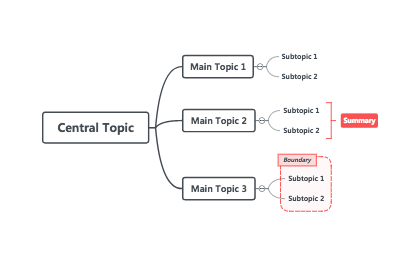 Central Topic
Main Topic 1
Subtopic 1
Subtopic 2
Main Topic 2
Subtopic 1
Subtopic 2
Summary
Main Topic 3
Boundary
Subtopic 1
Subtopic 2